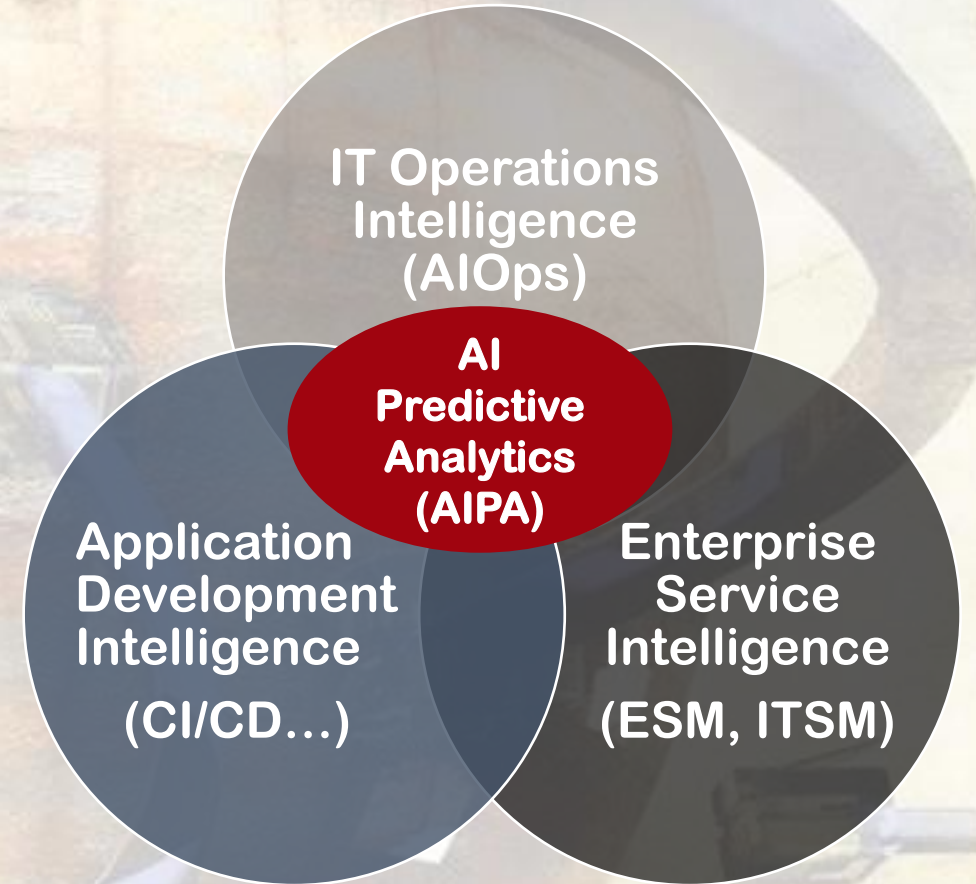 IT Operations
Intelligence
(AIOps)
AI
Predictive
Analytics
(AIPA)
Application
Development
Intelligence
(CI/CD...)
Enterprise
Service
Intelligence
(ESM, ITSM)